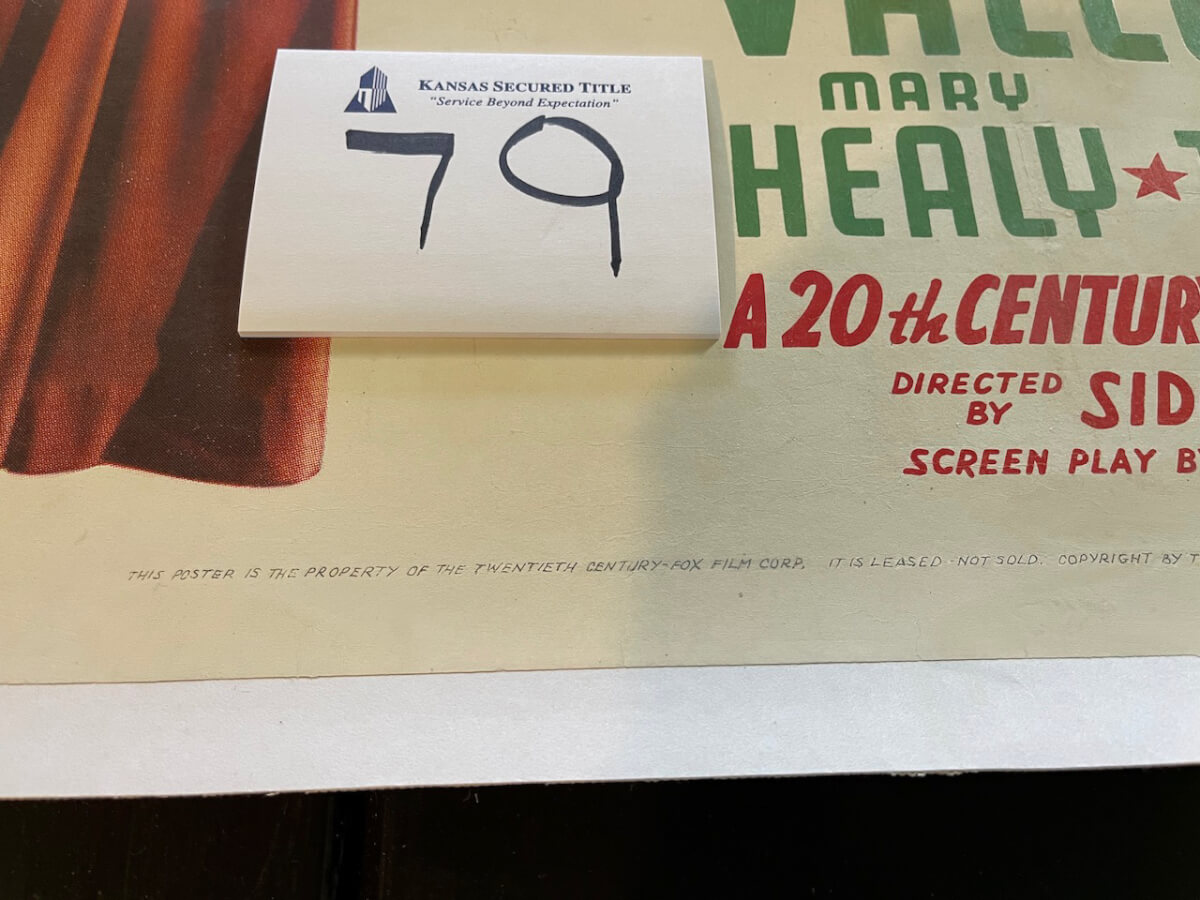 KANSAS SECURED TITLE
"Service Beyond Expectation"
79
MARY
HEALY
A 20th CENTUR
DIRECTED
BY SID
SCREEN PLAY B
THIS POSTER IS THE PROPERTY OF THE TWENTIETH CENTURY-FOX FILM CORP. IT IS LEASED - NOT SOLD. COPYRIGHT BY T